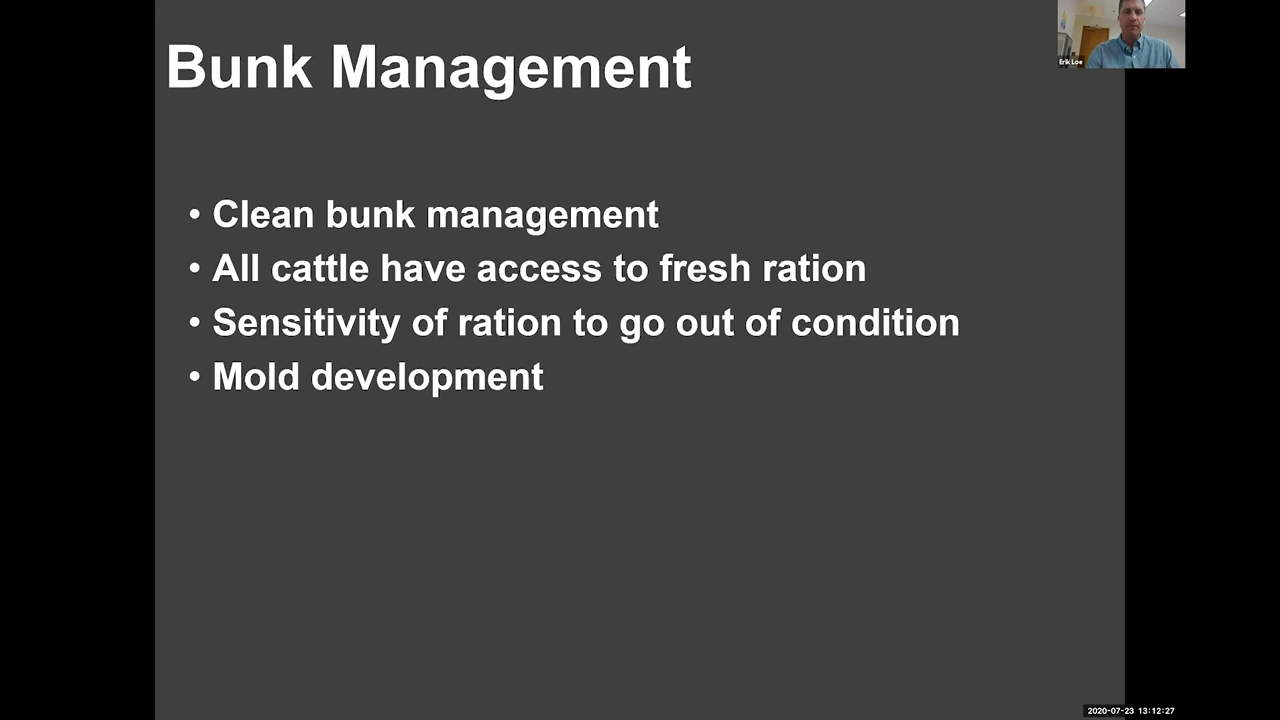 Bunk Management
Erik Loe
• Clean bunk management
• All cattle have access to fresh ration
• Sensitivity of ration to go out of condition
• Mold development
2020-07-23 13:12:27